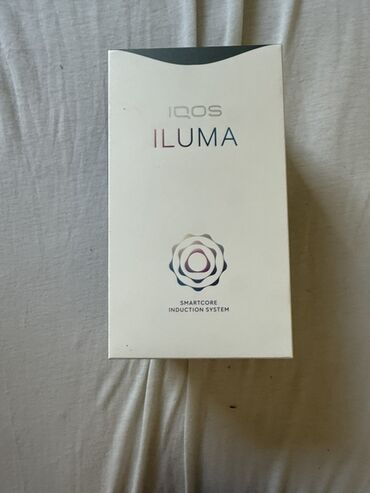 IQOS
ILUMA
SMARTCORE
INDUCTION SYSTEM